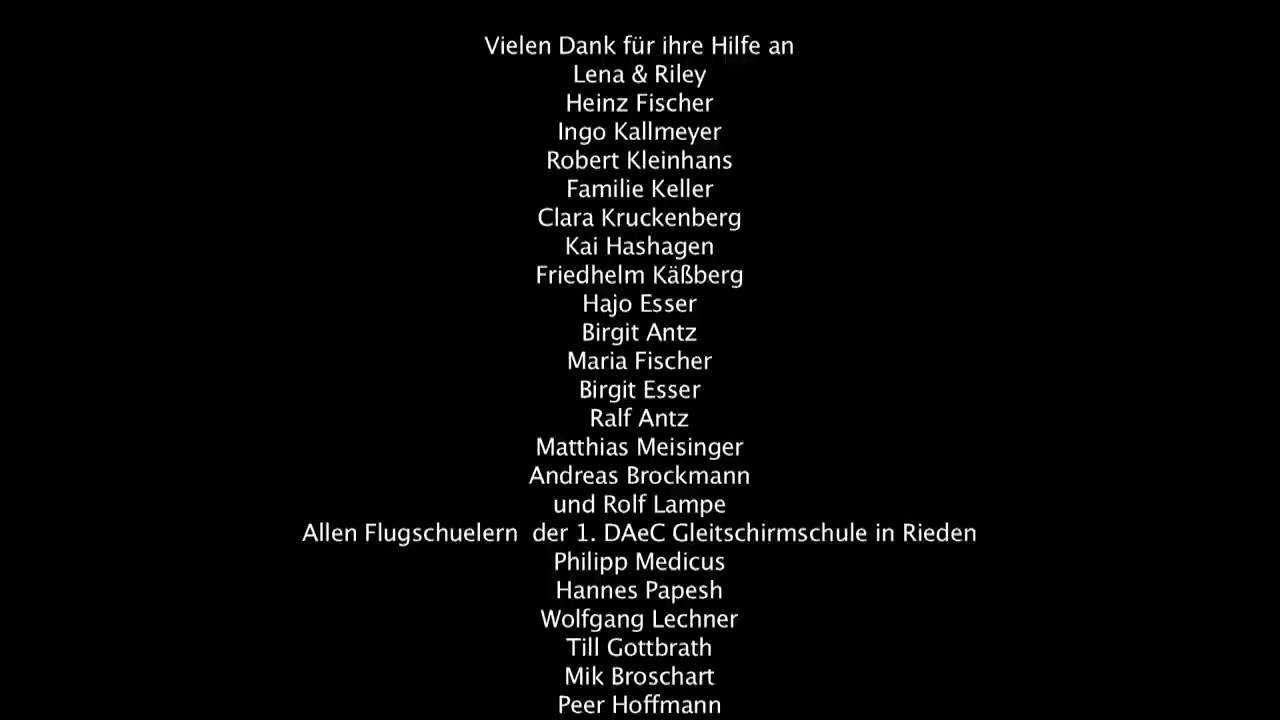 Vielen Dank für ihre Hilfe an
Lena & Riley
Heinz Fischer
Ingo Kallmeyer
Robert Kleinhans
Familie Keller
Clara Kruckenberg
Kai Hashagen
Friedhelm Käßberg
Hajo Esser
Birgit Antz
Maria Fischer
Birgit Esser
Ralf Antz
Matthias Meisinger
Andreas Brockmann
und Rolf Lampe
Allen Flugschuelern  der 1. DAeC Gleitschirmschule in Rieden
Philipp Medicus
Hannes Papesh
Wolfgang Lechner
Till Gottbrath
Mik Broschart
Peer Hoffmann